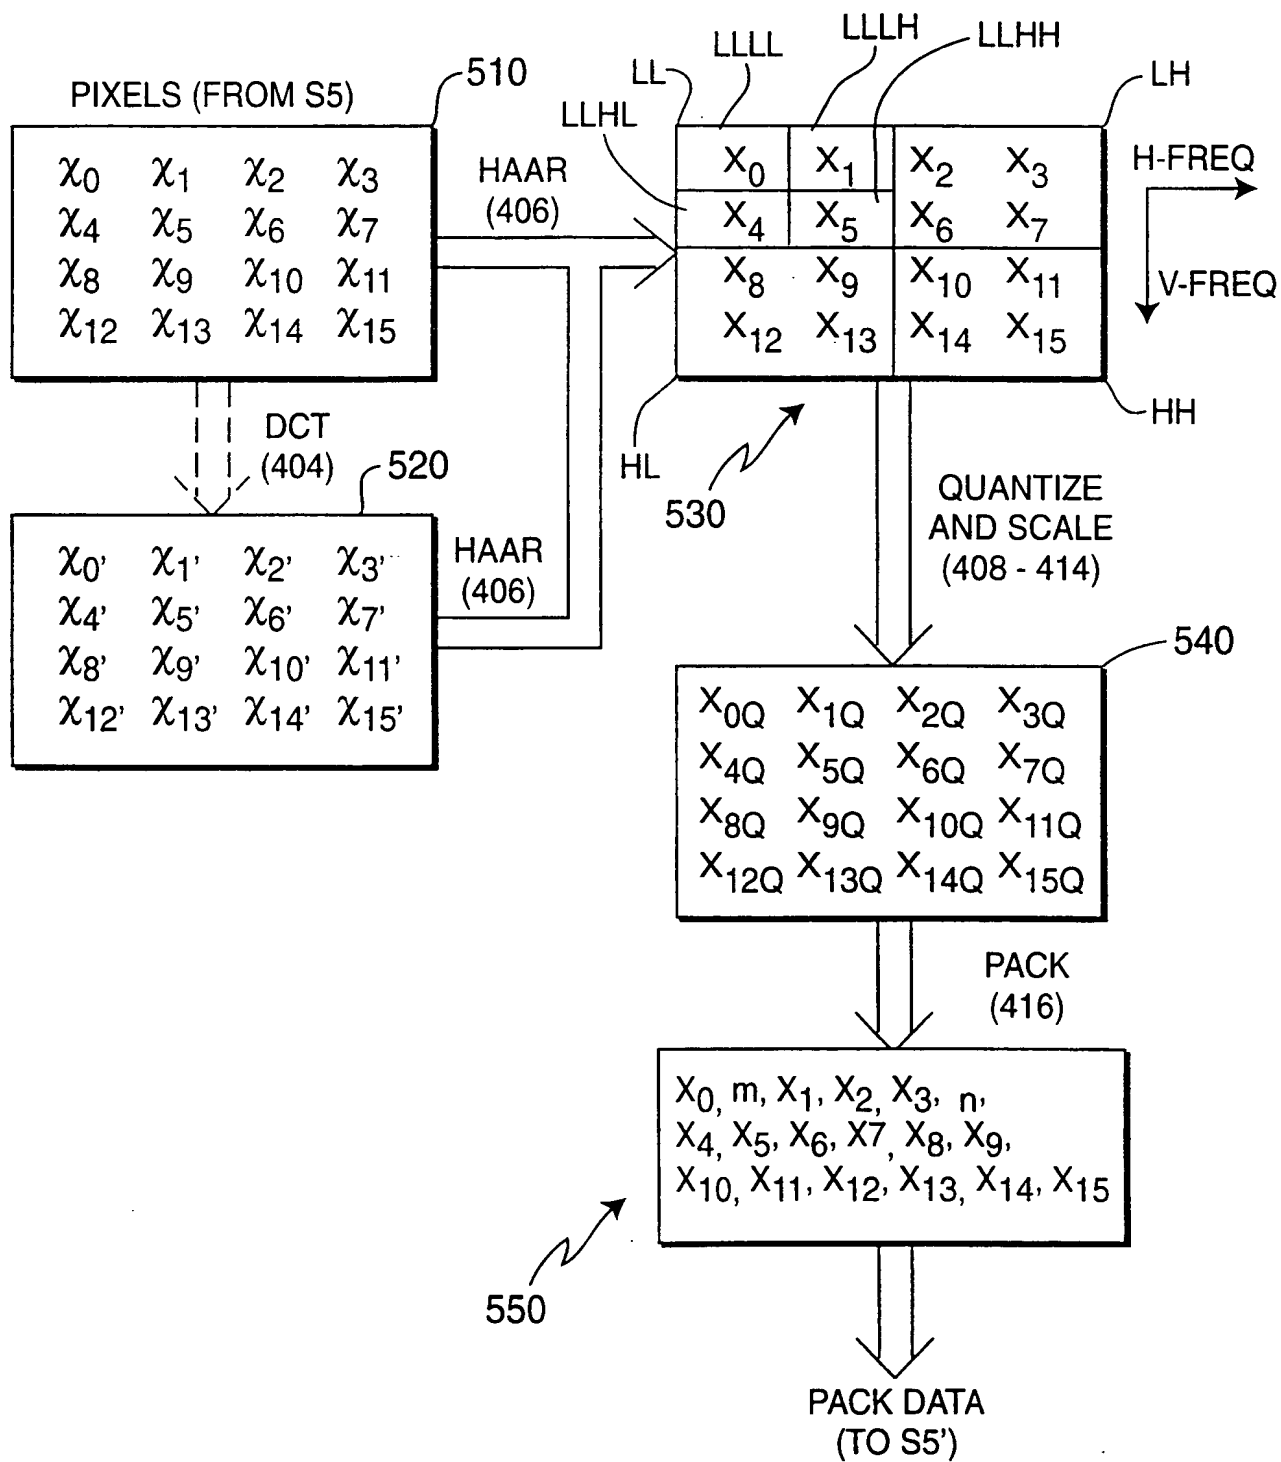 PIXELS (FROM S5)
510
χ0 χ1 χ2 χ3
χ4 χ5 χ6 χ7
χ8 χ9 χ10 χ11
χ12 χ13 χ14 χ15
HAAR
(406)
DCT
(404)
520
χ0' χ1' χ2' χ3'
χ4' χ5' χ6' χ7'
χ8' χ9' χ10' χ11'
χ12' χ13' χ14' χ15'
HAAR
(406)
LL
LLLL
LLLH
LLHH
LH
LLHL
H-FREQ
V-FREQ
X0 X1 X2 X3
X4 X5 X6 X7
X8 X9 X10 X11
X12 X13 X14 X15
HL
HH
530
QUANTIZE
AND SCALE
(408 - 414)
540
X0Q X1Q X2Q X3Q
X4Q X5Q X6Q X7Q
X8Q X9Q X10Q X11Q
X12Q X13Q X14Q X15Q
PACK
(416)
X0, m, X1, X2, X3, n,
X4, X5, X6, X7, X8, X9,
X10, X11, X12, X13, X14, X15
550
PACK DATA
(TO S5')